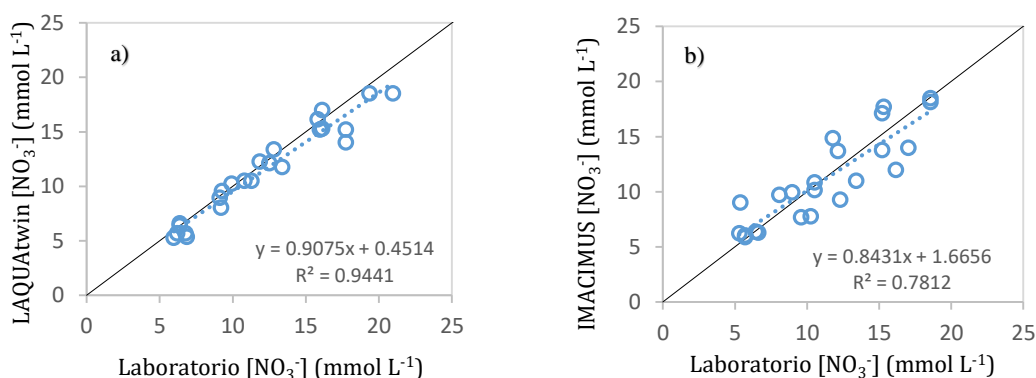 a)
LAQUAtwin [NO₃⁻] (mmol L⁻¹)
25
20
15
10
5
0
y = 0.9075x + 0.4514
R² = 0.9441
0 5 10 15 20 25
Laboratorio [NO₃⁻] (mmol L⁻¹)
b)
IMACIMUS [NO₃⁻] (mmol L⁻¹)
25
20
15
10
5
0
y = 0.8431x + 1.6656
R² = 0.7812
0 5 10 15 20 25
Laboratorio [NO₃⁻] (mmol L⁻¹)